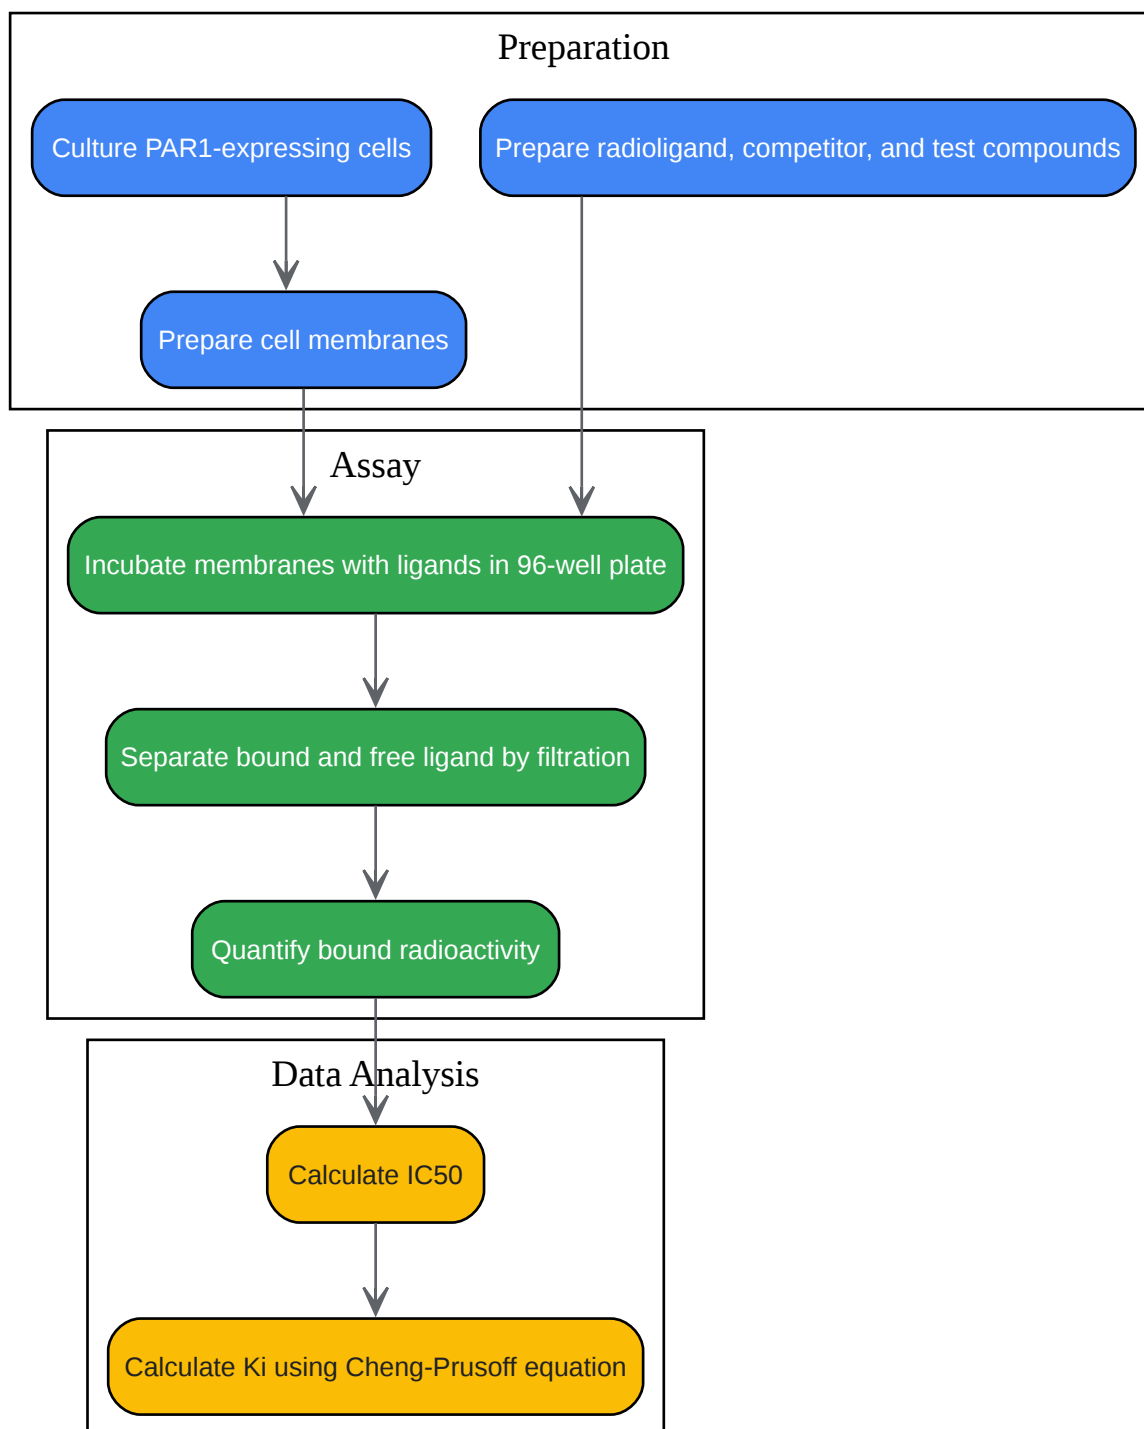 Preparation
Culture PAR1-expressing cells
Prepare radioligand, competitor, and test compounds
Prepare cell membranes
Assay
Incubate membranes with ligands in 96-well plate
Separate bound and free ligand by filtration
Quantify bound radioactivity
Data Analysis
Calculate IC50
Calculate Ki using Cheng-Prusoff equation